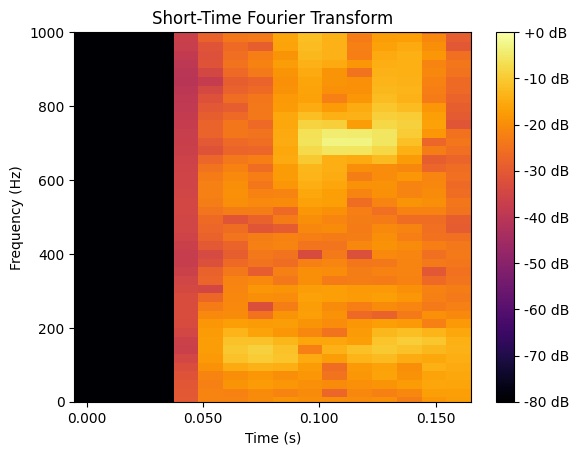 Short-Time Fourier Transform
Frequency (Hz)
1000
800
600
400
200
0
0.000
0.050
0.100
0.150
Time (s)
+0 dB
-10 dB
-20 dB
-30 dB
-40 dB
-50 dB
-60 dB
-70 dB
-80 dB